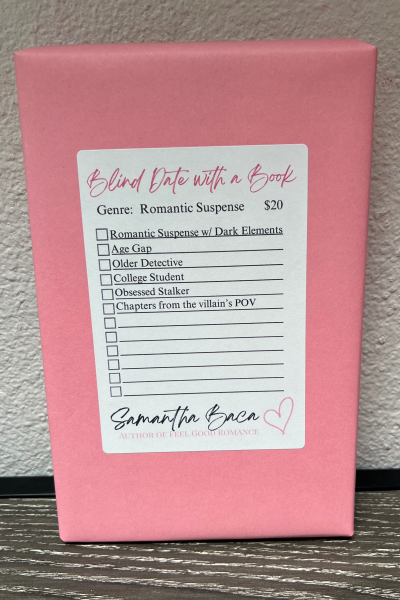 Blind Date with a Book
Genre: Romantic Suspense $20
Romantic Suspense w/ Dark Elements
Age Gap
Older Detective
College Student
Obsessed Stalker
Chapters from the villain's POV
Samantha Baca
AUTHOR OF FEEL GOOD ROMANCE